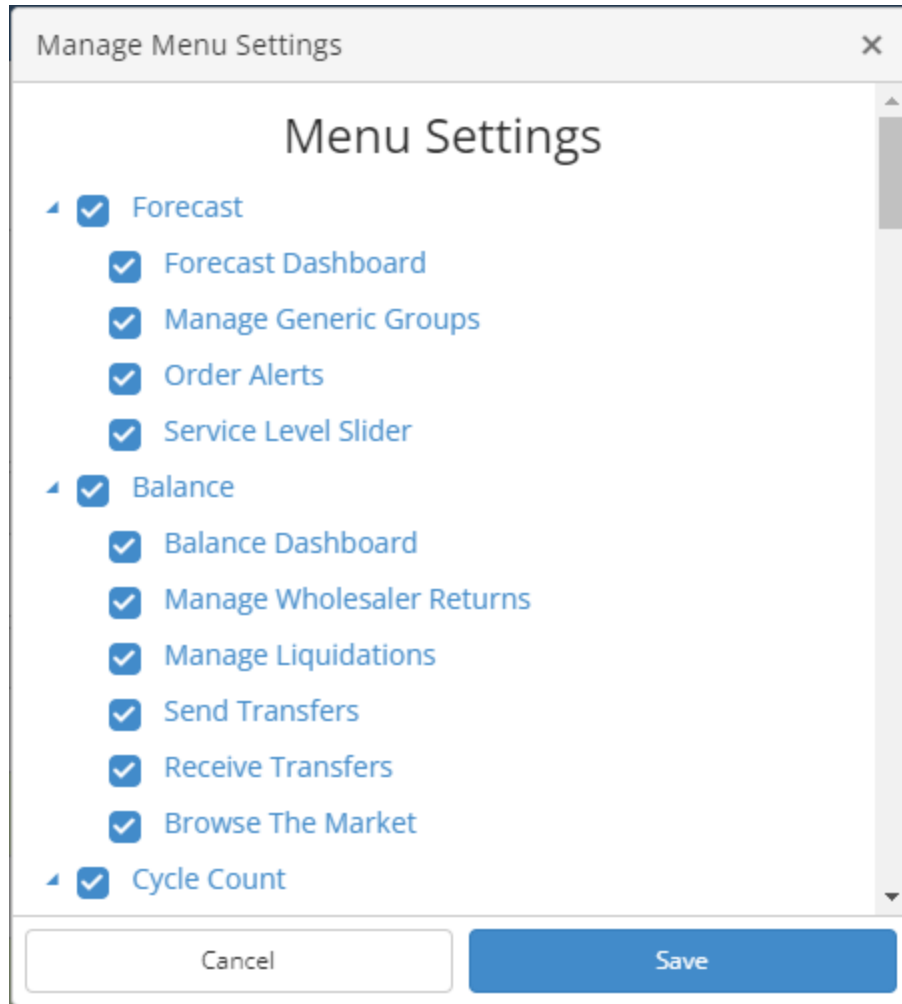 Manage Menu Settings
Menu Settings
Forecast
Forecast Dashboard
Manage Generic Groups
Order Alerts
Service Level Slider
Balance
Balance Dashboard
Manage Wholesaler Returns
Manage Liquidations
Send Transfers
Receive Transfers
Browse The Market
Cycle Count
Cancel Save